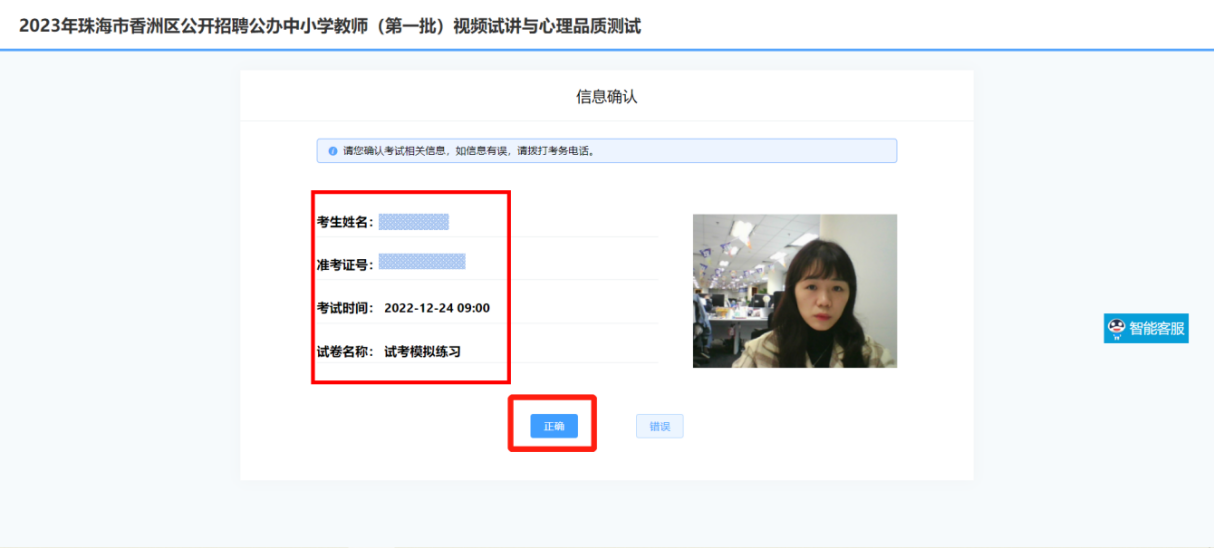 2023年珠海市香洲区公开招聘公办中小学教师（第一批）视频试讲与心理品质测试
信息确认
请您确认考试相关信息，如信息有误，请拨打考务电话。
考生姓名：
准考证号：
考试时间： 2022-12-24 09:00
试卷名称： 试考模拟练习
正确
错误
智能客服